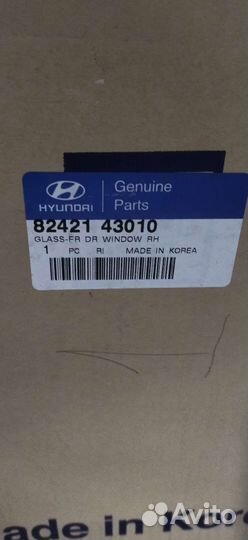 HYUNDAI
Genuine
Parts
82421 43010
GLASS-FR DR WINDOW RH
1 PC RI MADE IN KOREA
ade in Kore
Avito